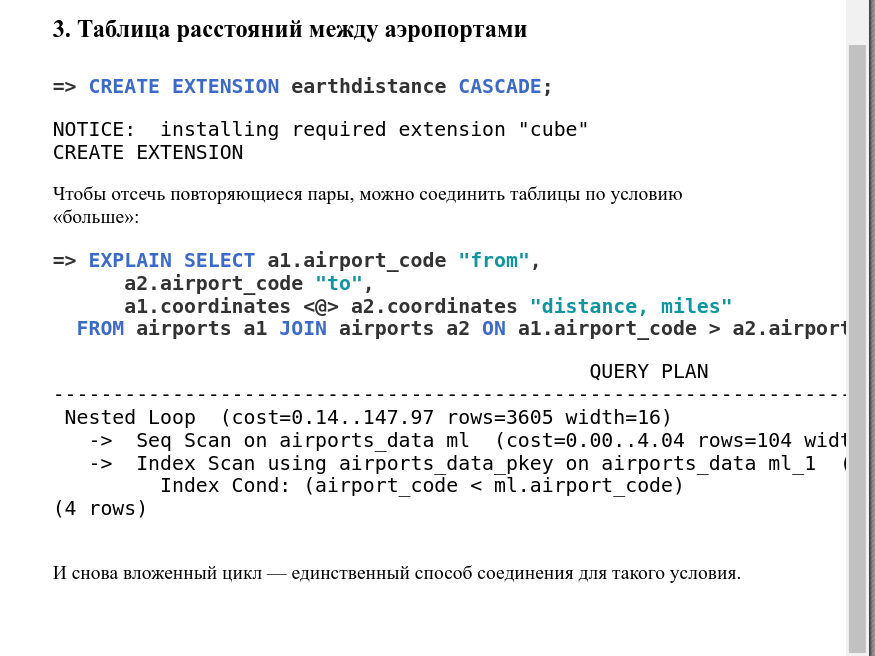 3. Таблица расстояний между аэропортами
=> CREATE EXTENSION earthdistance CASCADE;
NOTICE:  installing required extension "cube"
CREATE EXTENSION
Чтобы отсечь повторяющиеся пары, можно соединить таблицы по условию
«больше»:
=> EXPLAIN SELECT a1.airport_code "from",
      a2.airport_code "to",
      a1.coordinates <@> a2.coordinates "distance, miles"
  FROM airports a1 JOIN airports a2 ON a1.airport_code > a2.airport
QUERY PLAN
-------------------------------------------------------------------
 Nested Loop  (cost=0.14..147.97 rows=3605 width=16)
   ->  Seq Scan on airports_data ml  (cost=0.00..4.04 rows=104 widt
   ->  Index Scan using airports_data_pkey on airports_data ml_1  (
         Index Cond: (airport_code < ml.airport_code)
(4 rows)
И снова вложенный цикл — единственный способ соединения для такого условия.